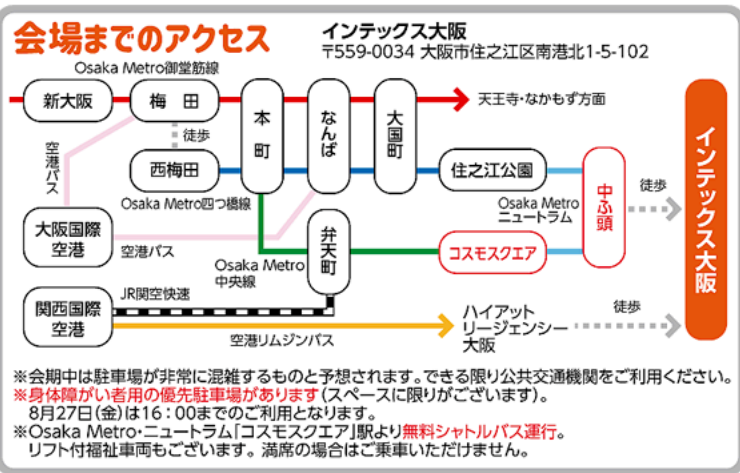 会場までのアクセス
インテックス大阪
〒559-0034 大阪市住之江区南港北1-5-102
Osaka Metro御堂筋線
新大阪
梅田
本町
なんば
大国町
天王寺・なかもず方面
徒歩
空港バス
西梅田
住之江公園
Osaka Metro四つ橋線
Osaka Metro
ニュートラム
中ふ頭
徒歩
インテックス大阪
大阪国際
空港
空港バス
Osaka Metro
中央線
弁天町
コスモスクエア
関西国際
空港
JR関空快速
空港リムジンバス
ハイアット
リージェンシー
大阪
徒歩
※会期中は駐車場が非常に混雑するものと予想されます。できる限り公共交通機関をご利用ください。
※身体障がい者用の優先駐車場があります(スペースに限りがございます)。
8月27日(金)は16:00までのご利用となります。
※Osaka Metro・ニュートラム「コスモスクエア」駅より無料シャトルバス運行。
リフト付福祉車両もございます。満席の場合はご乗車いただけません。